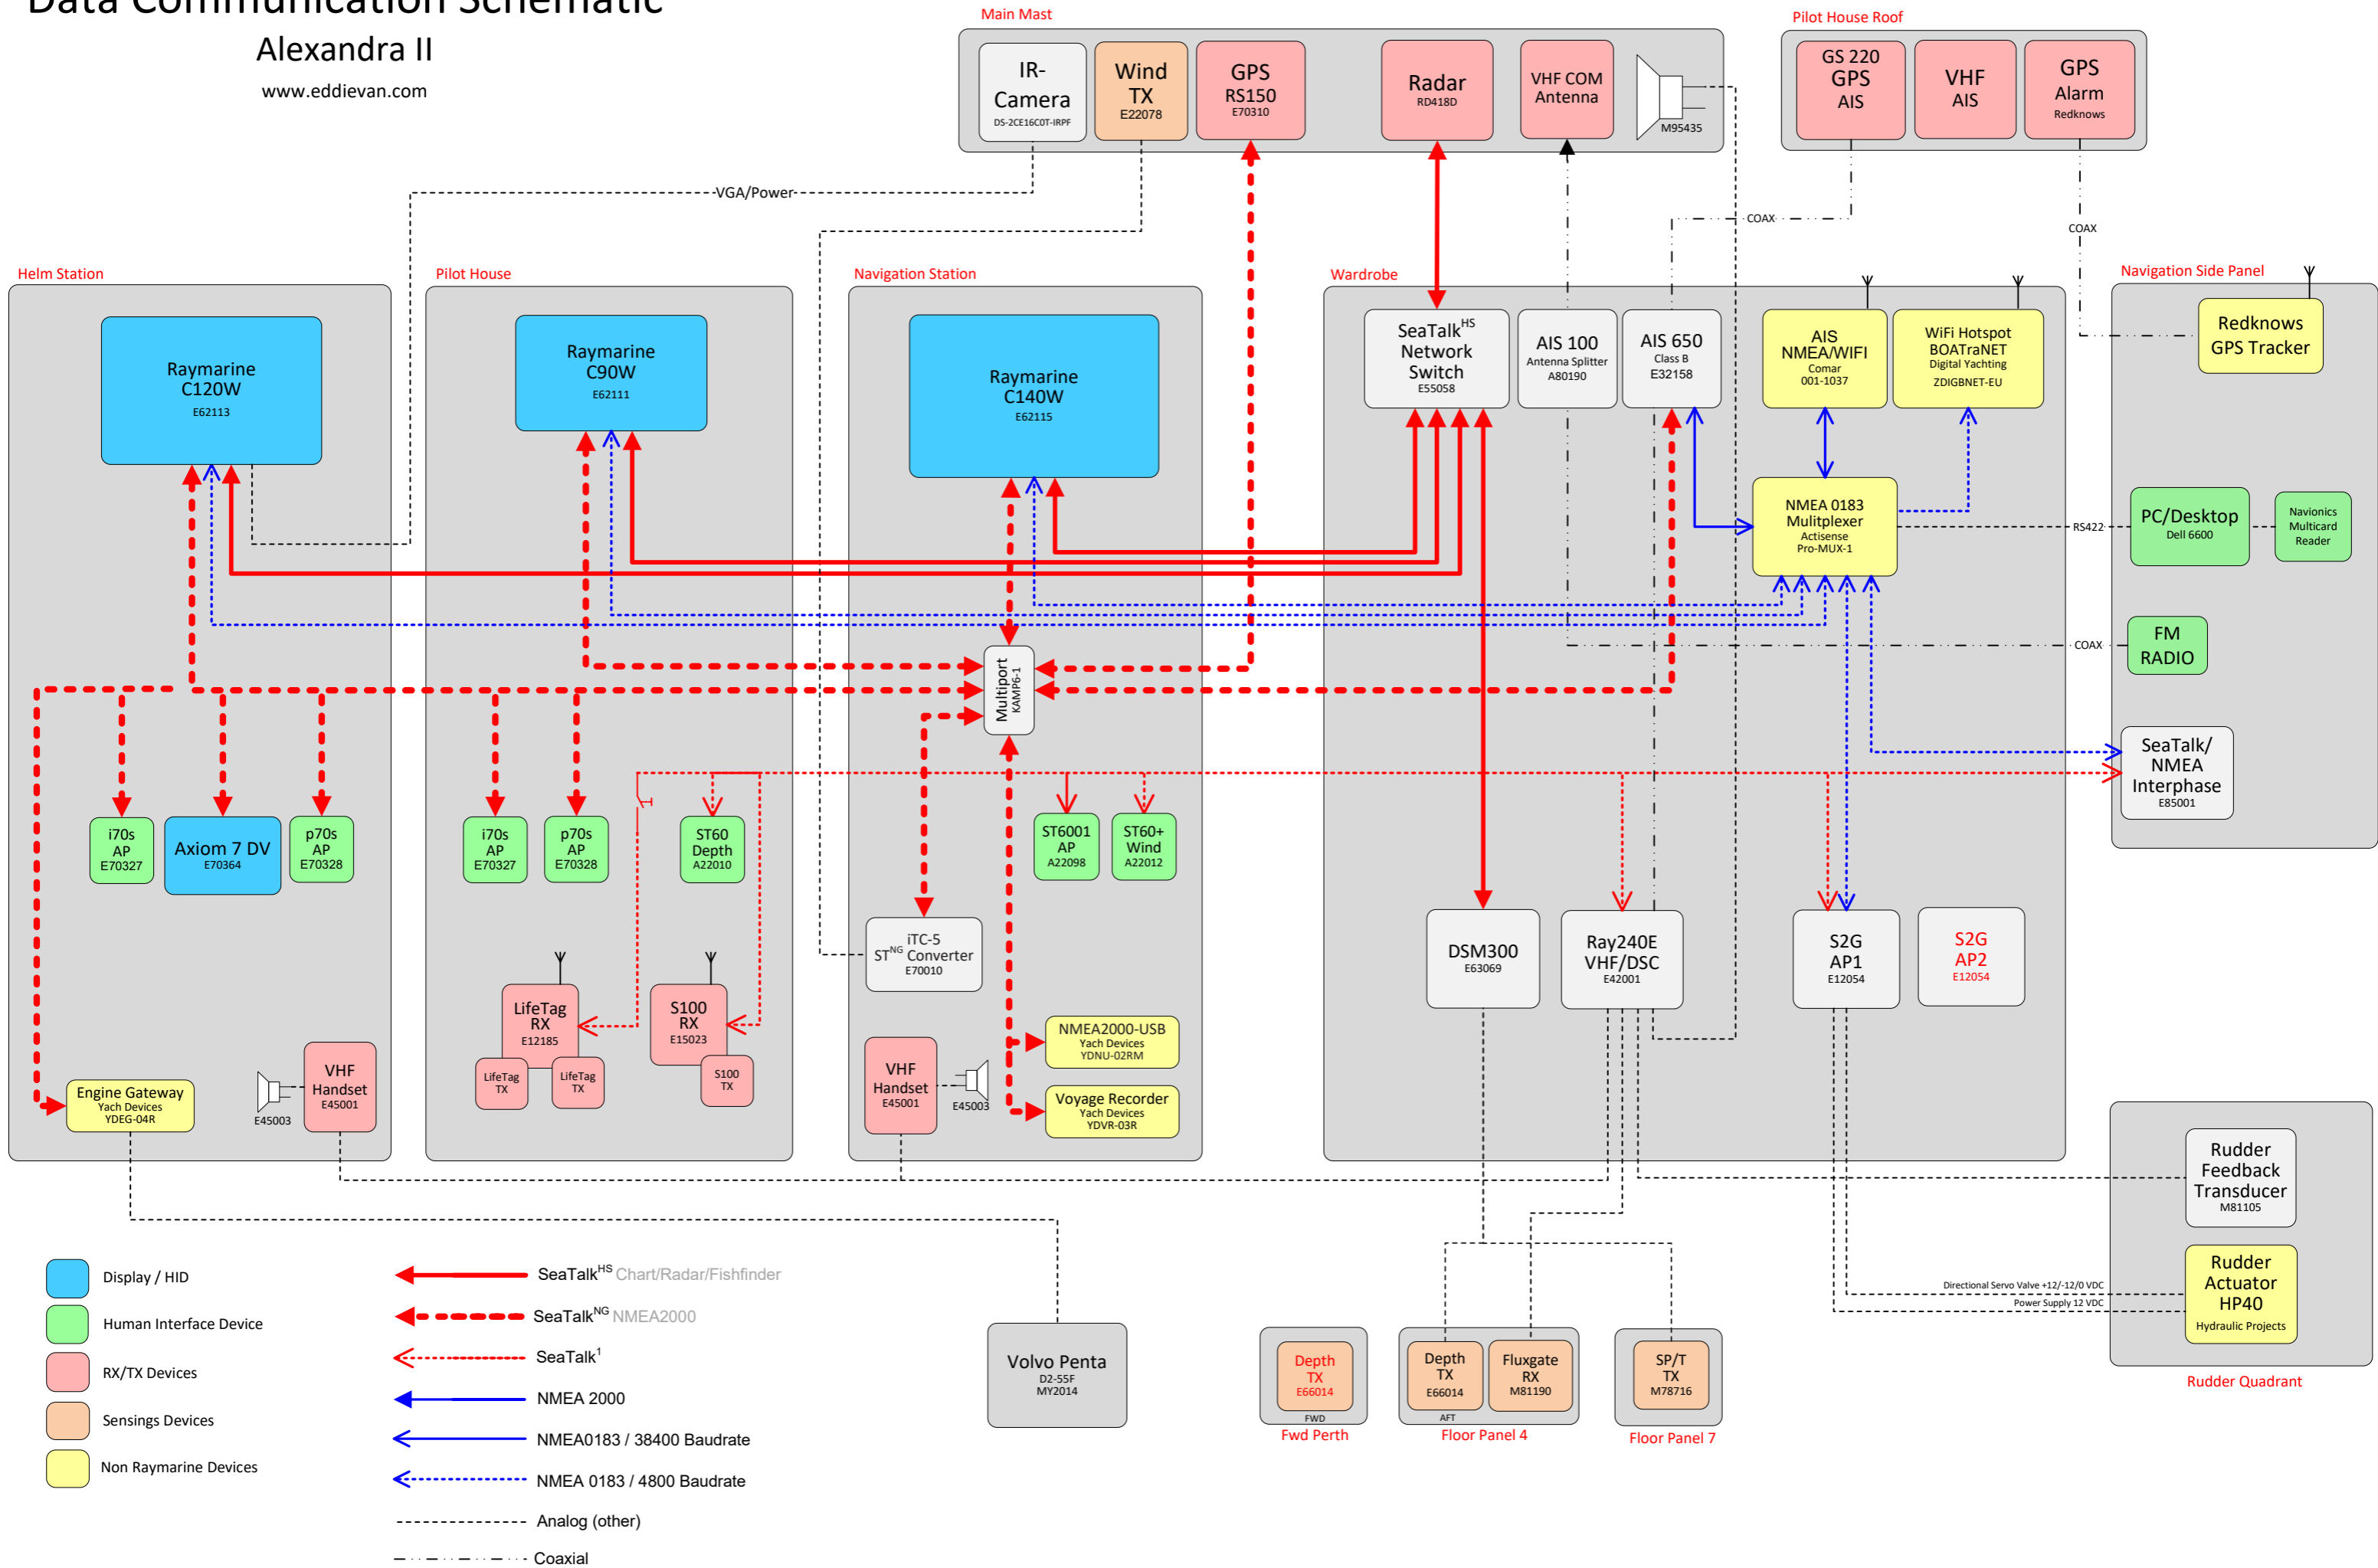 Data Communication Schematic
Alexandra II
www.eddievan.com
Main Mast
IR-
Camera
DS-2CE16C0T-IRPF
Wind
TX
E22078
GPS
RS150
E70310
Radar
RD418D
VHF COM
Antenna
M95435
Pilot House Roof
GS 220
GPS
AIS
VHF
AIS
GPS
Alarm
Redknows
VGA/Power
COAX
COAX
Helm Station
Raymarine
C120W
E62113
i70s
AP
E70327
Axiom 7 DV
E70364
p70s
AP
E70328
Engine Gateway
Yach Devices
YDEG-04R
E45003
VHF
Handset
E45001
Pilot House
Raymarine
C90W
E62111
i70s
AP
E70327
p70s
AP
E70328
ST60
Depth
A22010
1
LifeTag
RX
E12185
LifeTag
TX
LifeTag
TX
S100
RX
E15023
S100
TX
Navigation Station
Raymarine
C140W
E62115
Multiport
KAMP6-1
ST6001
AP
A22098
ST60+
Wind
A22012
iTC-5
STNG Converter
E70010
NMEA2000-USB
Yach Devices
YDNU-02RM
VHF
Handset
E45001
E45003
Voyage Recorder
Yach Devices
YDVR-03R
Wardrobe
SeaTalkHS
Network
Switch
E55058
AIS 100
Antenna Splitter
A80190
AIS 650
Class B
E32158
AIS
NMEA/WIFI
Comar
001-1037
WiFi Hotspot
BOATraNET
Digital Yachting
ZDIGBNET-EU
NMEA 0183
Mulitplexer
Actisense
Pro-MUX-1
DSM300
E63069
Ray240E
VHF/DSC
E42001
S2G
AP1
E12054
S2G
AP2
E12054
Navigation Side Panel
Redknows
GPS Tracker
RS422
PC/Desktop
Dell 6600
Navionics
Multicard
Reader
COAX
FM
RADIO
SeaTalk/
NMEA
Interphase
E85001
Rudder
Feedback
Transducer
M81105
Directional Servo Valve +12/-12/0 VDC
Power Supply 12 VDC
Rudder
Actuator
HP40
Hydraulic Projects
Rudder Quadrant
Display / HID
Human Interface Device
RX/TX Devices
Sensings Devices
Non Raymarine Devices
SeaTalkHS Chart/Radar/Fishfinder
SeaTalkNG NMEA2000
SeaTalk1
NMEA 2000
NMEA0183 / 38400 Baudrate
NMEA 0183 / 4800 Baudrate
Analog (other)
Coaxial
Volvo Penta
D2-55F
MY2014
Depth
TX
E66014
FWD
Fwd Perth
Depth
TX
E66014
AFT
Fluxgate
RX
M81190
Floor Panel 4
SP/T
TX
M78716
Floor Panel 7